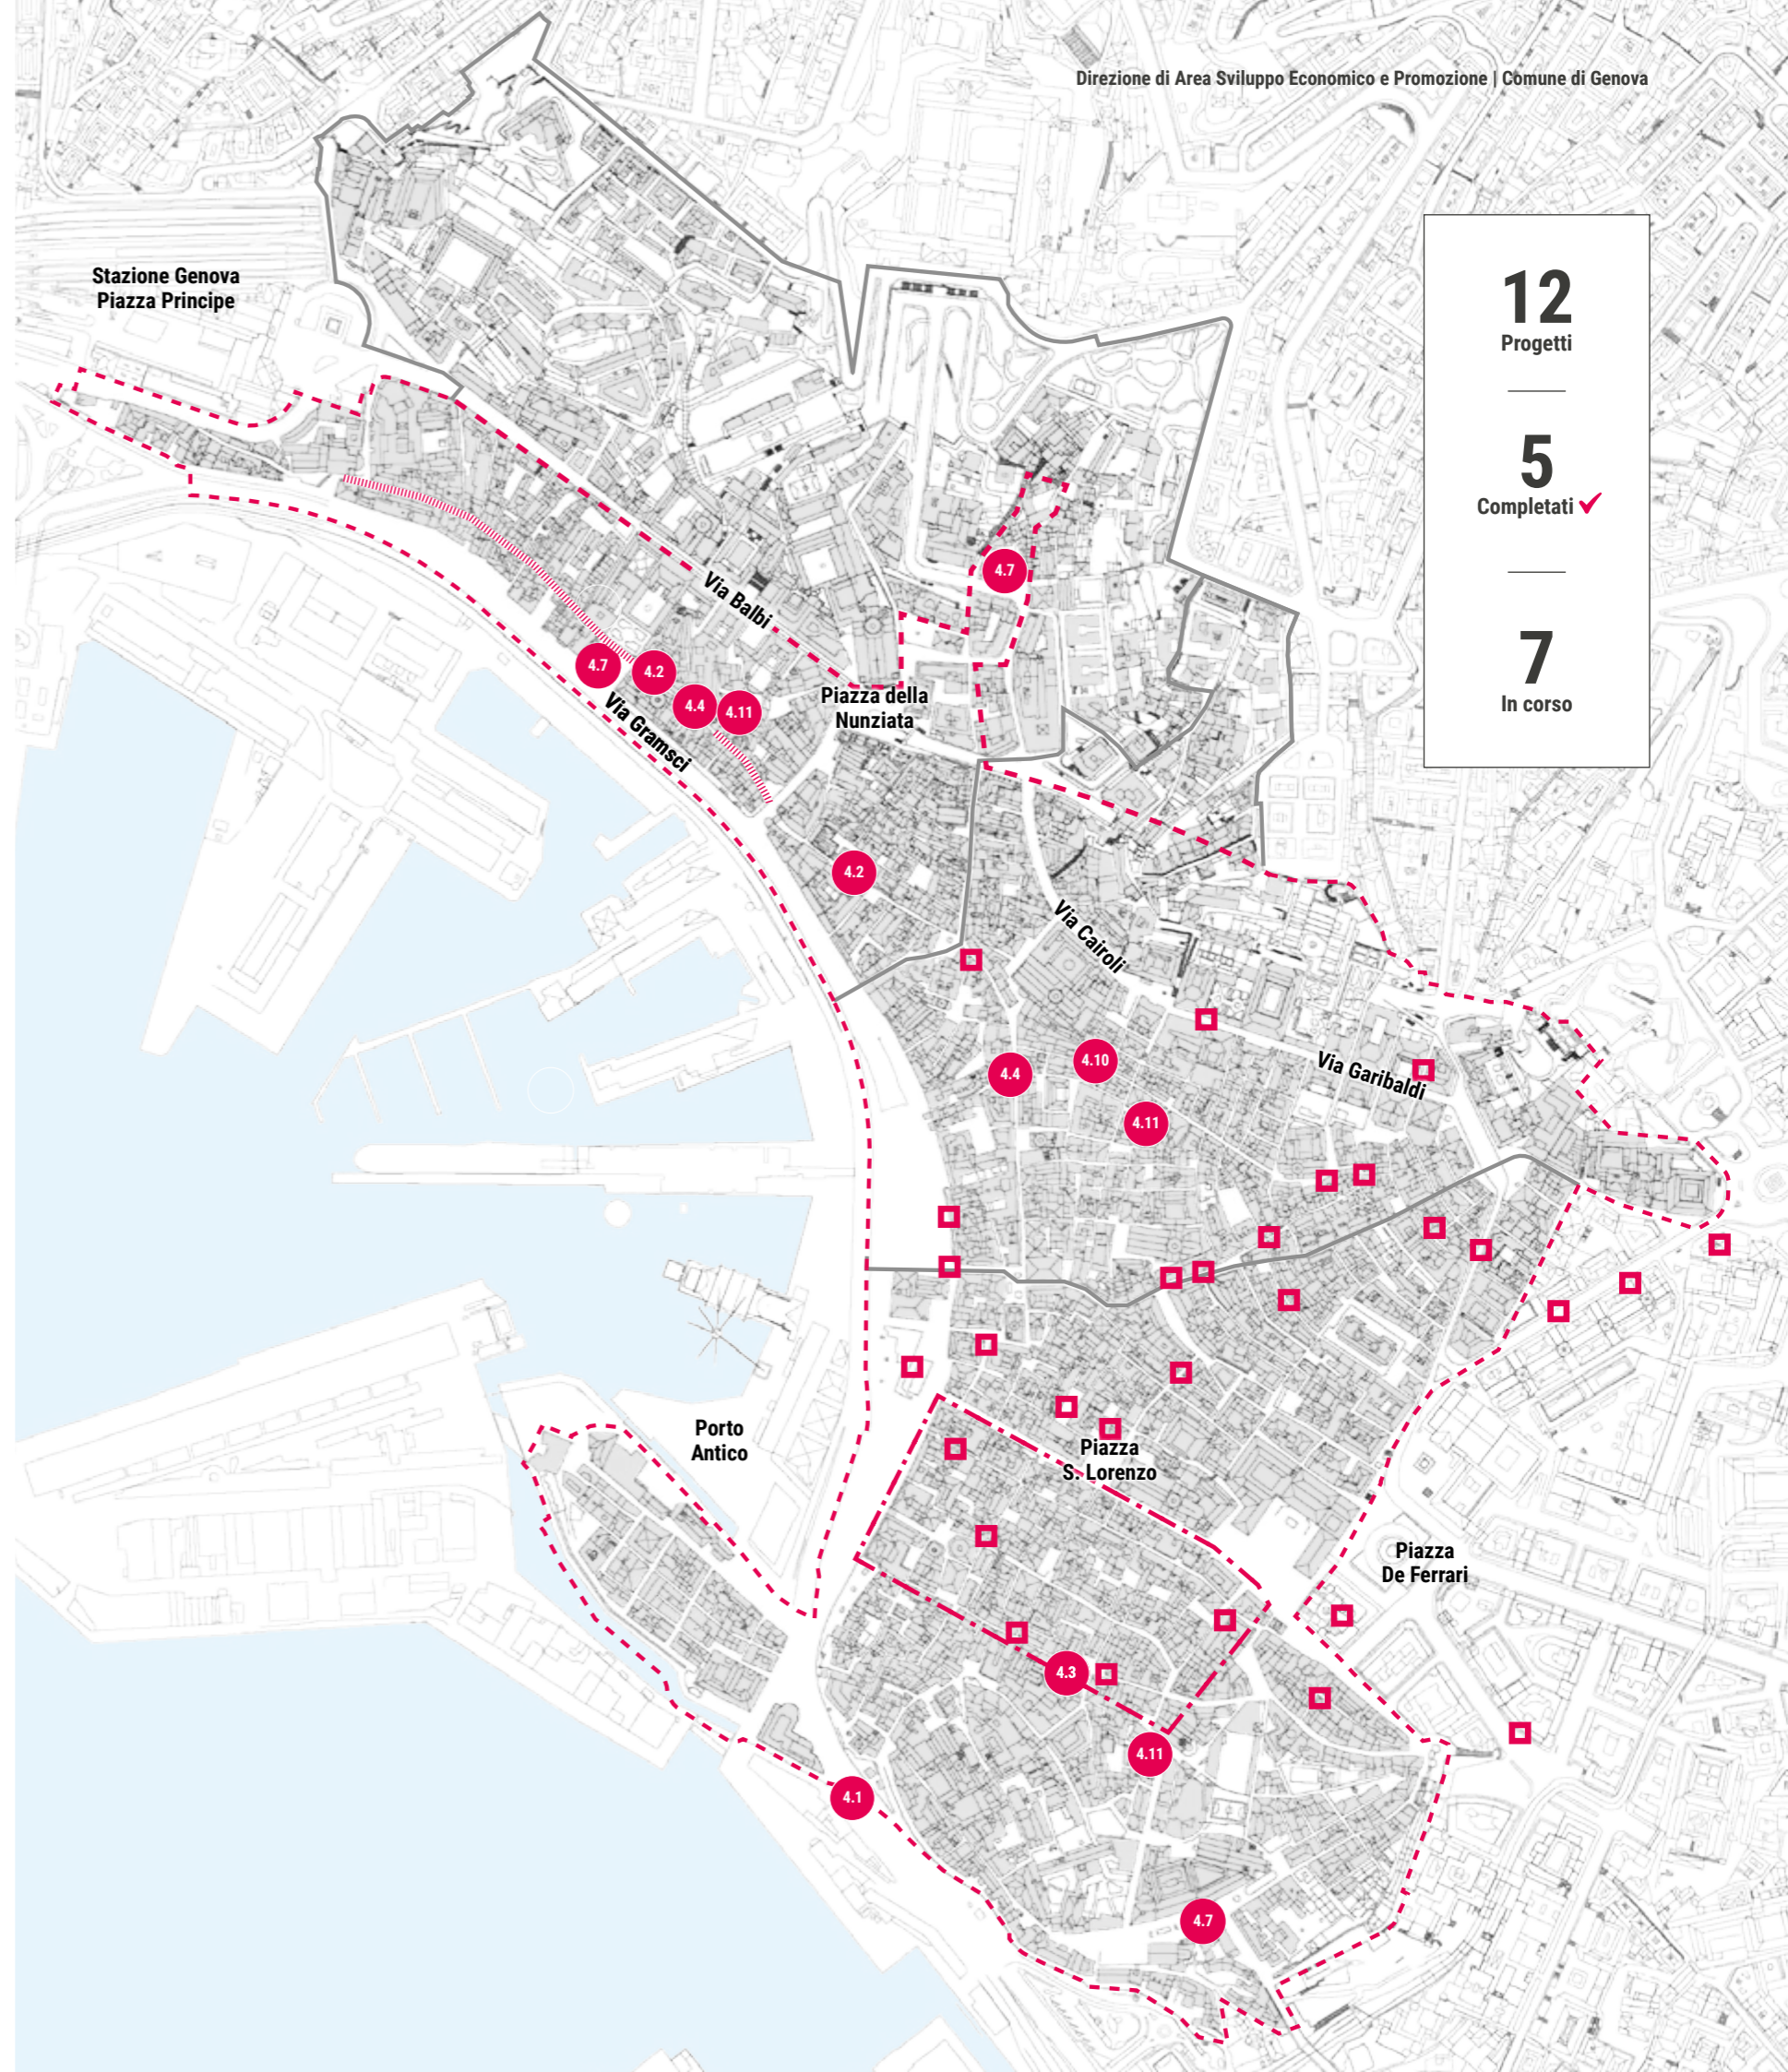 Direzione di Area Sviluppo Economico e Promozione | Comune di Genova
12
Progetti
5
Completati
7
In corso
Stazione Genova
Piazza Principe
4.7
Via Balbi
4.7
4.2
4.4
4.11
Piazza della
Nunziata
Via Gramsci
4.2
Via Cairoli
4.4
4.10
Via Garibaldi
4.11
Porto
Antico
Piazza
S. Lorenzo
Piazza
De Ferrari
4.3
4.11
4.1
4.7